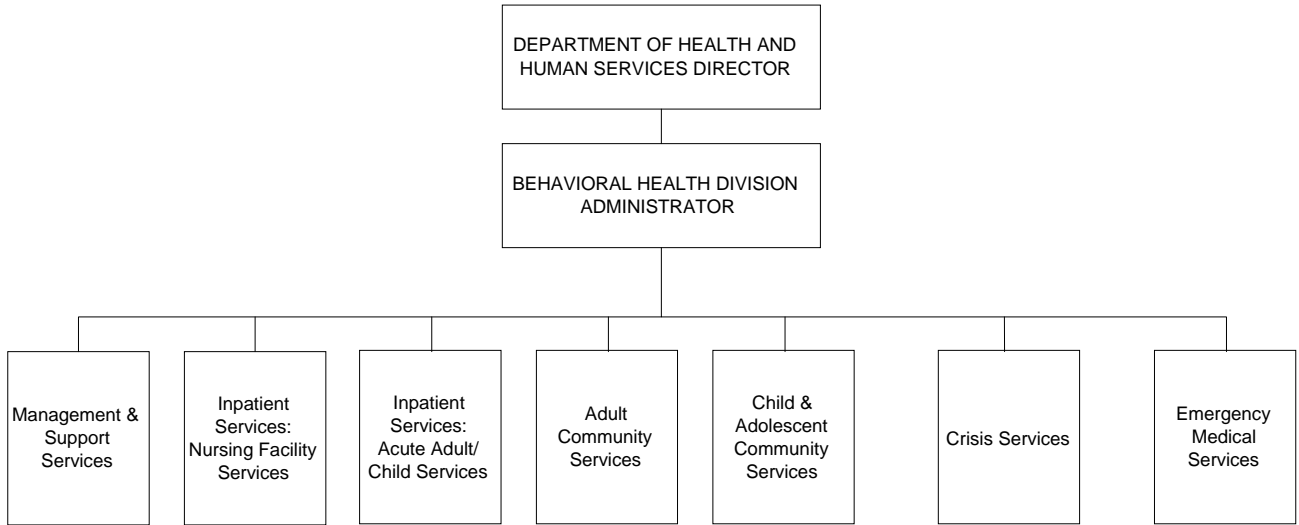 DEPARTMENT OF HEALTH AND
HUMAN SERVICES DIRECTOR
BEHAVIORAL HEALTH DIVISION
ADMINISTRATOR
Management &
Support
Services
Inpatient
Services:
Nursing Facility
Services
Inpatient
Services:
Acute Adult/
Child Services
Adult
Community
Services
Child &
Adolescent
Community
Services
Crisis Services
Emergency
Medical
Services